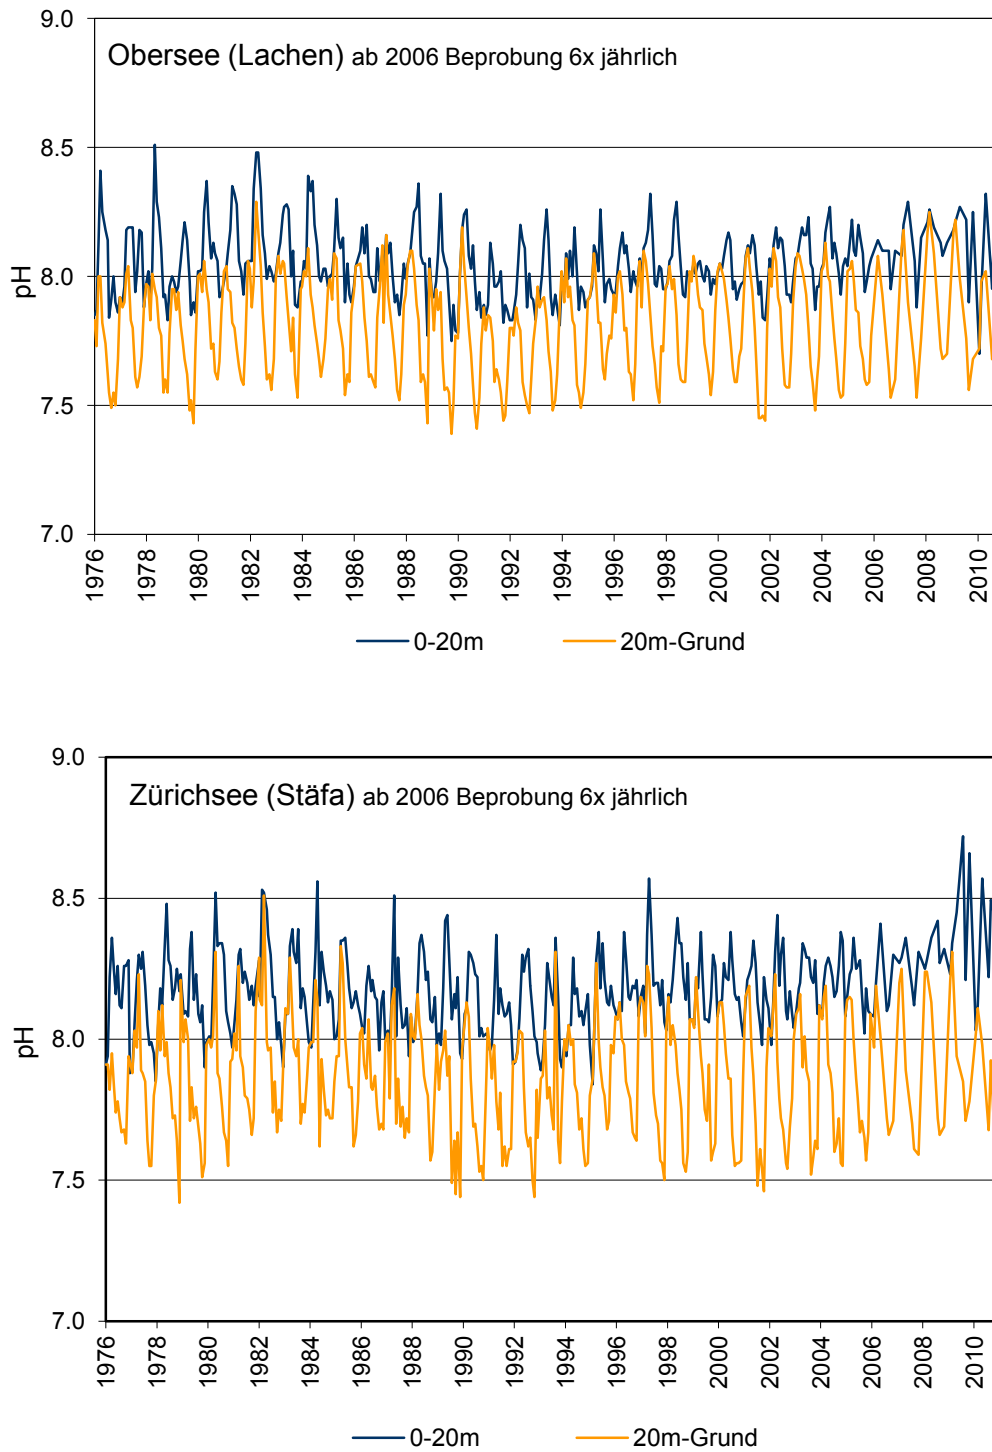 9.0
Obersee (Lachen) ab 2006 Beprobung 6x jährlich
8.5
8.0
pH
7.5
7.0
1976 1978 1980 1982 1984 1986 1988 1990 1992 1994 1996 1998 2000 2002 2004 2006 2008 2010
0-20m 20m-Grund
9.0
Zürichsee (Stäfa) ab 2006 Beprobung 6x jährlich
8.5
8.0
pH
7.5
7.0
1976 1978 1980 1982 1984 1986 1988 1990 1992 1994 1996 1998 2000 2002 2004 2006 2008 2010
0-20m 20m-Grund